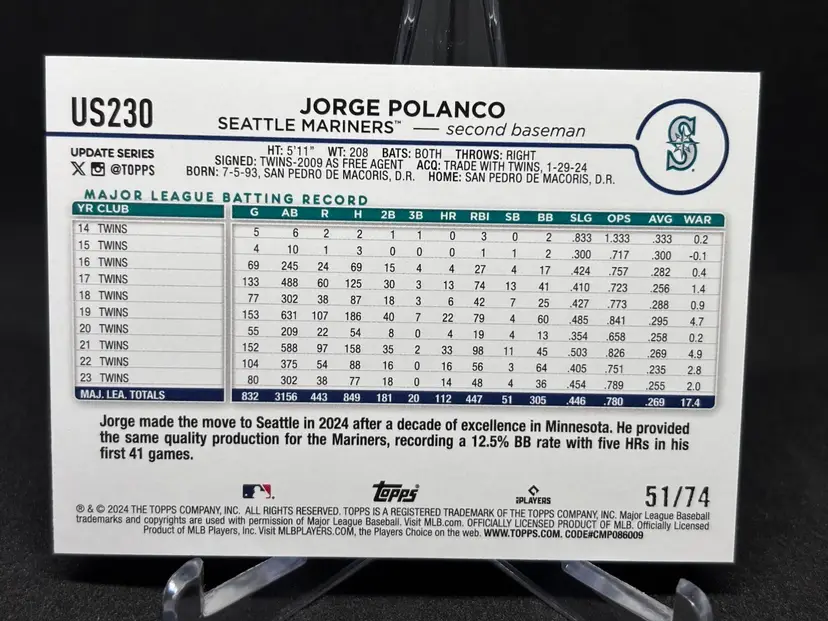 US230
JORGE POLANCO
SEATTLE MARINERS™ — second baseman
UPDATE SERIES
@TOPPS
HT: 5'11" WT: 208 BATS: BOTH THROWS: RIGHT
SIGNED: TWINS-2009 AS FREE AGENT ACQ: TRADE WITH TWINS, 1-29-24
BORN: 7-5-93, SAN PEDRO DE MACORIS, D.R. HOME: SAN PEDRO DE MACORIS, D.R.
S
MAJOR LEAGUE BATTING RECORD
YR CLUB G AB R H 2B 3B HR RBI SB BB SLG OPS AVG WAR
14 TWINS 5 6 2 2 1 1 0 3 0 2 .833 1.333 .333 0.2
15 TWINS 4 10 1 3 0 0 0 1 1 2 .300 .717 .300 -0.1
16 TWINS 69 245 24 69 15 4 4 27 4 17 .424 .757 .282 0.4
17 TWINS 133 488 60 125 30 3 13 74 13 41 .410 .723 .256 1.4
18 TWINS 77 302 38 87 18 3 6 42 7 25 .427 .773 .288 0.9
19 TWINS 153 631 107 186 40 7 22 79 4 60 .485 .841 .295 4.7
20 TWINS 55 209 22 54 8 0 4 19 4 13 .354 .658 .258 0.2
21 TWINS 152 588 97 158 35 2 33 98 11 45 .503 .826 .269 4.9
22 TWINS 104 375 54 88 16 0 16 56 3 64 .405 .751 .235 2.8
23 TWINS 80 302 38 77 18 0 14 48 4 36 .454 .789 .255 2.0
MAJ. LEA. TOTALS 832 3156 443 849 181 20 112 447 51 305 .446 .780 .269 17.4
Jorge made the move to Seattle in 2024 after a decade of excellence in Minnesota. He provided
the same quality production for the Mariners, recording a 12.5% BB rate with five HRs in his
first 41 games.
Topps
PLAYERS
51/74
® & © 2024 THE TOPPS COMPANY, INC. ALL RIGHTS RESERVED. TOPPS IS A REGISTERED TRADEMARK OF THE TOPPS COMPANY, INC. Major League Baseball
trademarks and copyrights are used with permission of Major League Baseball. Visit MLB.com. OFFICIALLY LICENSED PRODUCT OF MLB. Officially Licensed
Product of MLB Players, Inc. Visit MLBPLAYERS.COM, the Players Choice on the web. WWW.TOPPS.COM. CODE#CMP086009